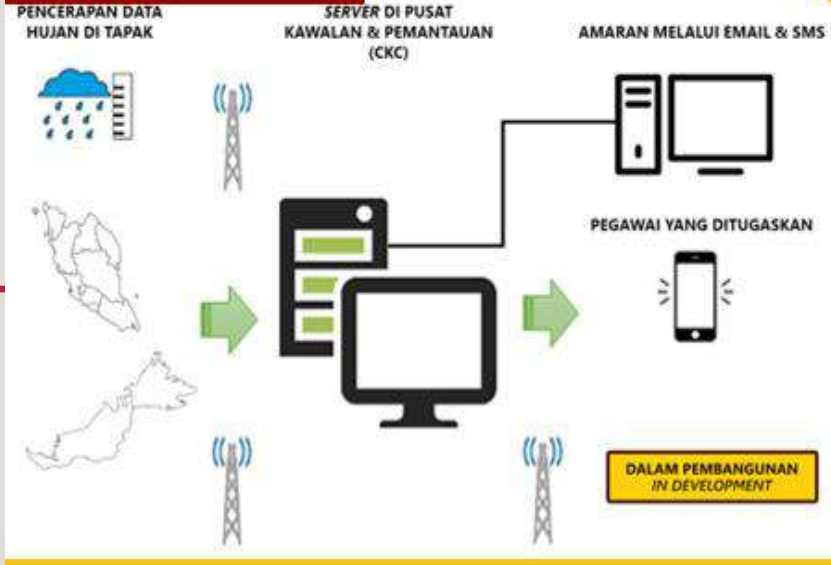 PENCERAPAN DATA
HUJAN DI TAPAK
SERVER DI PUSAT
KAWALAN & PEMANTAUAN
(CKC)
AMARAN MELALUI EMAIL & SMS
PEGAWAI YANG DITUGASKAN
DALAM PEMBANGUNAN
IN DEVELOPMENT